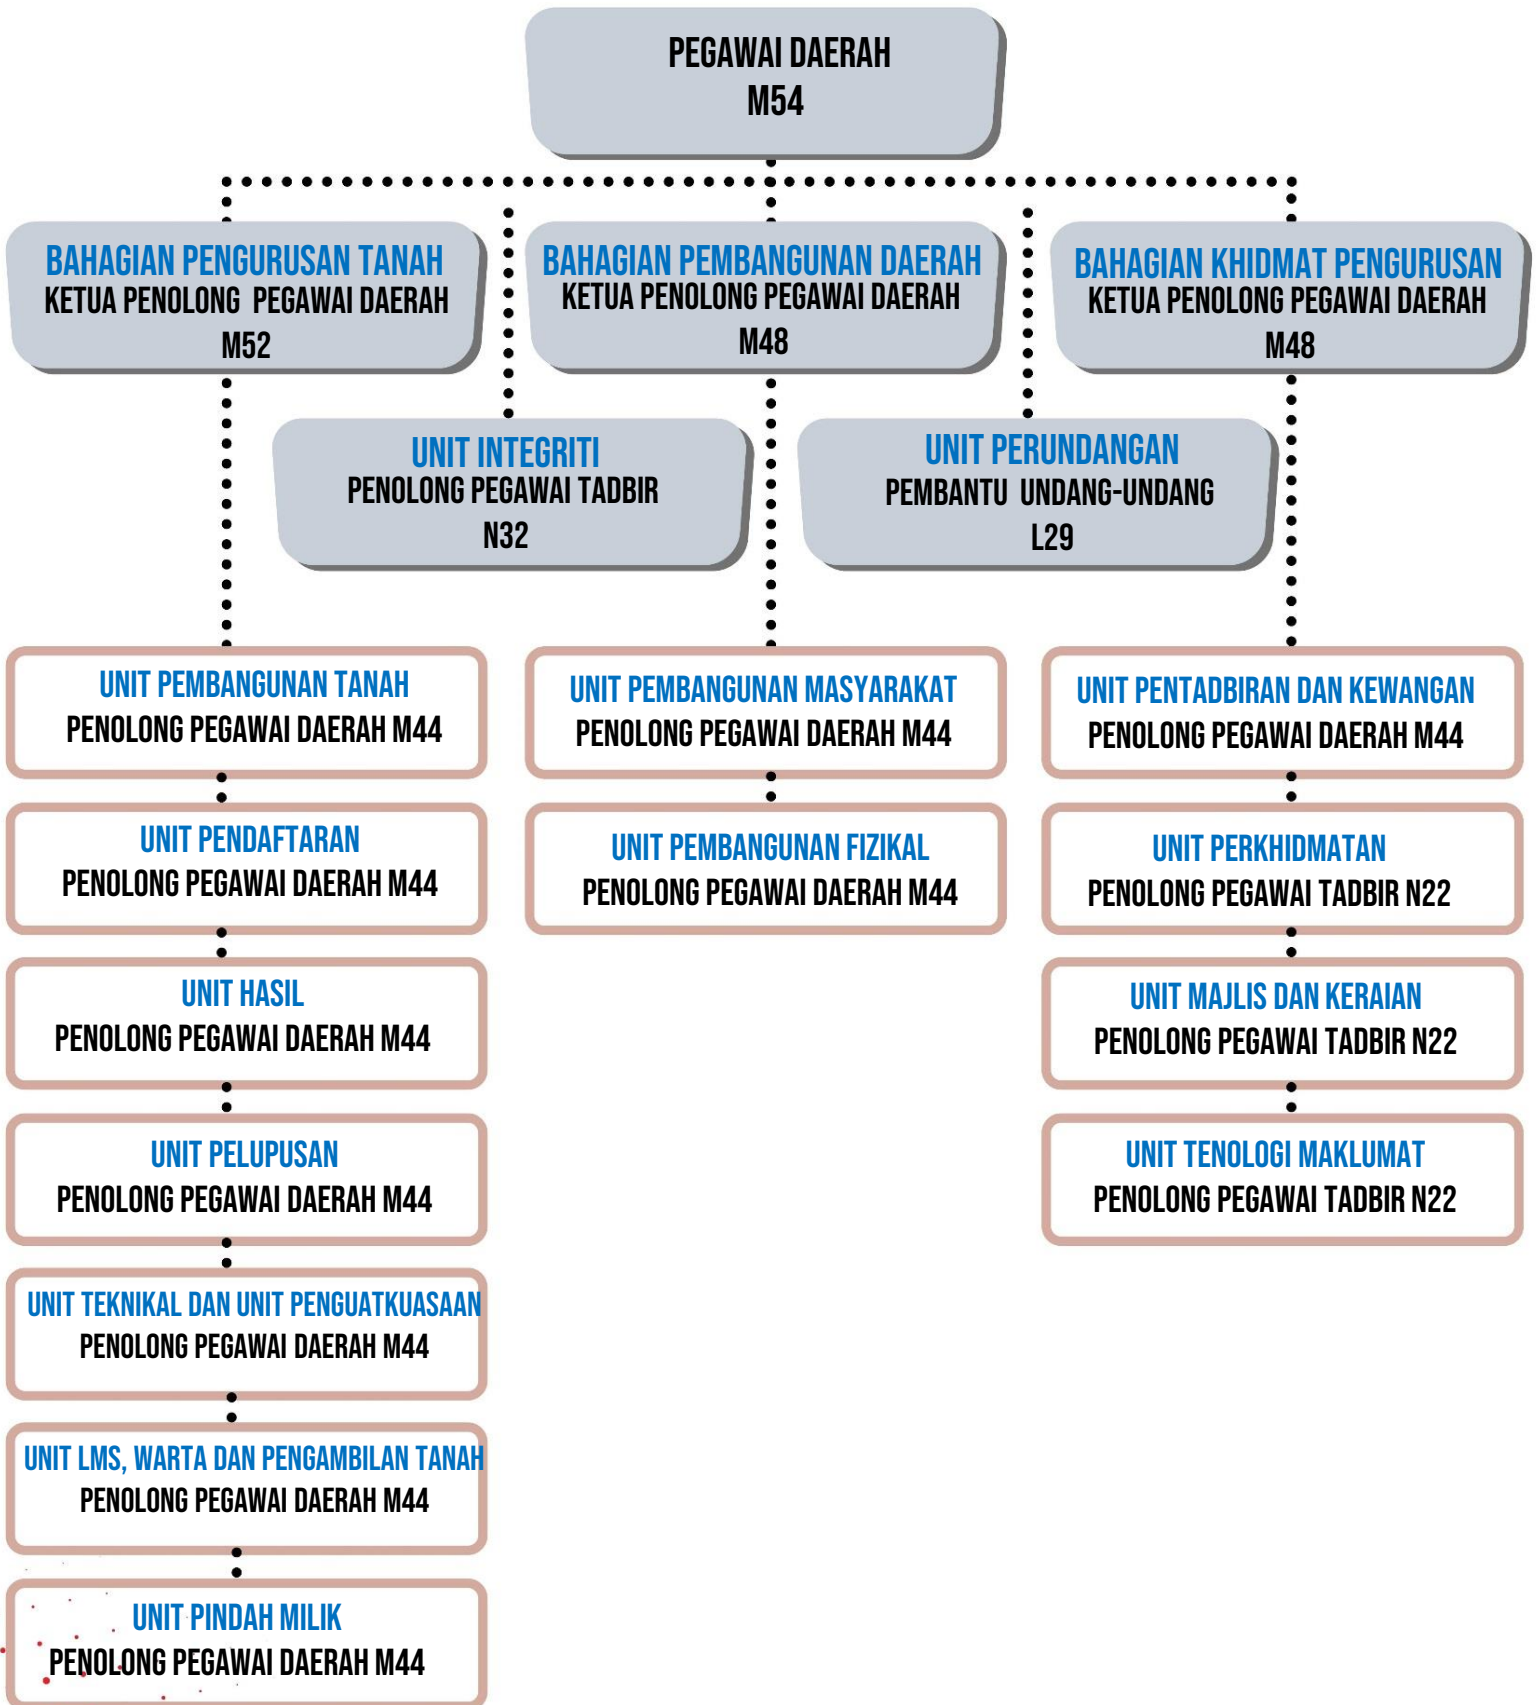 PEGAWAI DAERAH
M54
BAHAGIAN PENGURUSAN TANAH
KETUA PENOLONG PEGAWAI DAERAH
M52
BAHAGIAN PEMBANGUNAN DAERAH
KETUA PENOLONG PEGAWAI DAERAH
M48
BAHAGIAN KHIDMAT PENGURUSAN
KETUA PENOLONG PEGAWAI DAERAH
M48
UNIT INTEGRITI
PENOLONG PEGAWAI TADBIR
N32
UNIT PERUNDANGAN
PEMBANTU UNDANG-UNDANG
L29
UNIT PEMBANGUNAN TANAH
PENOLONG PEGAWAI DAERAH M44
UNIT PENDAFTARAN
PENOLONG PEGAWAI DAERAH M44
UNIT HASIL
PENOLONG PEGAWAI DAERAH M44
UNIT PELUPUSAN
PENOLONG PEGAWAI DAERAH M44
UNIT TEKNIKAL DAN UNIT PENGUATKUASAAN
PENOLONG PEGAWAI DAERAH M44
UNIT LMS, WARTA DAN PENGAMBILAN TANAH
PENOLONG PEGAWAI DAERAH M44
UNIT PINDAH MILIK
PENOLONG PEGAWAI DAERAH M44
UNIT PEMBANGUNAN MASYARAKAT
PENOLONG PEGAWAI DAERAH M44
UNIT PEMBANGUNAN FIZIKAL
PENOLONG PEGAWAI DAERAH M44
UNIT PENTADBIRAN DAN KEWANGAN
PENOLONG PEGAWAI DAERAH M44
UNIT PERKHIDMATAN
PENOLONG PEGAWAI TADBIR N22
UNIT MAJLIS DAN KERAIAN
PENOLONG PEGAWAI TADBIR N22
UNIT TENOLOGI MAKLUMAT
PENOLONG PEGAWAI TADBIR N22